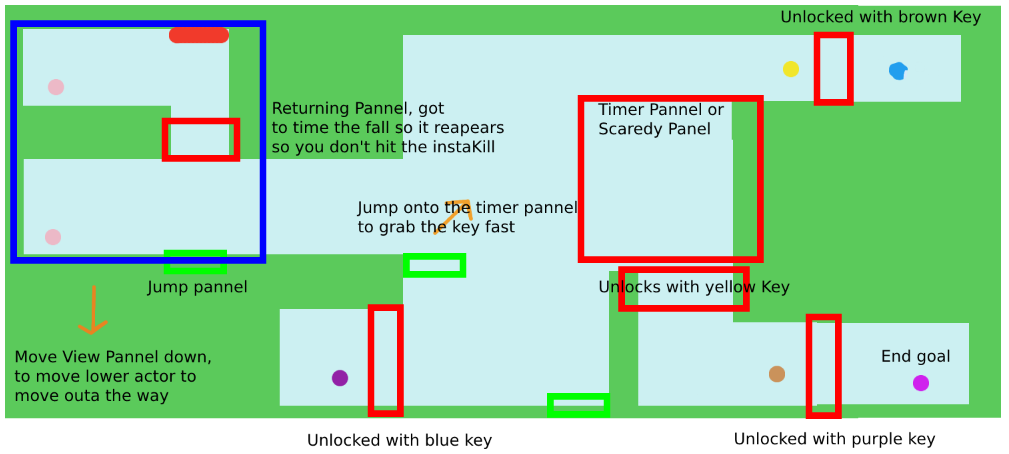 Unlocked with brown Key
Returning Pannel, got
to time the fall so it reapears
so you don't hit the instaKill
Timer Pannel or
Scaredy Panel
Jump onto the timer pannel
to grab the key fast
Jump pannel
Unlocks with yellow Key
Move View Pannel down,
to move lower actor to
move outa the way
End goal
Unlocked with blue key
Unlocked with purple key